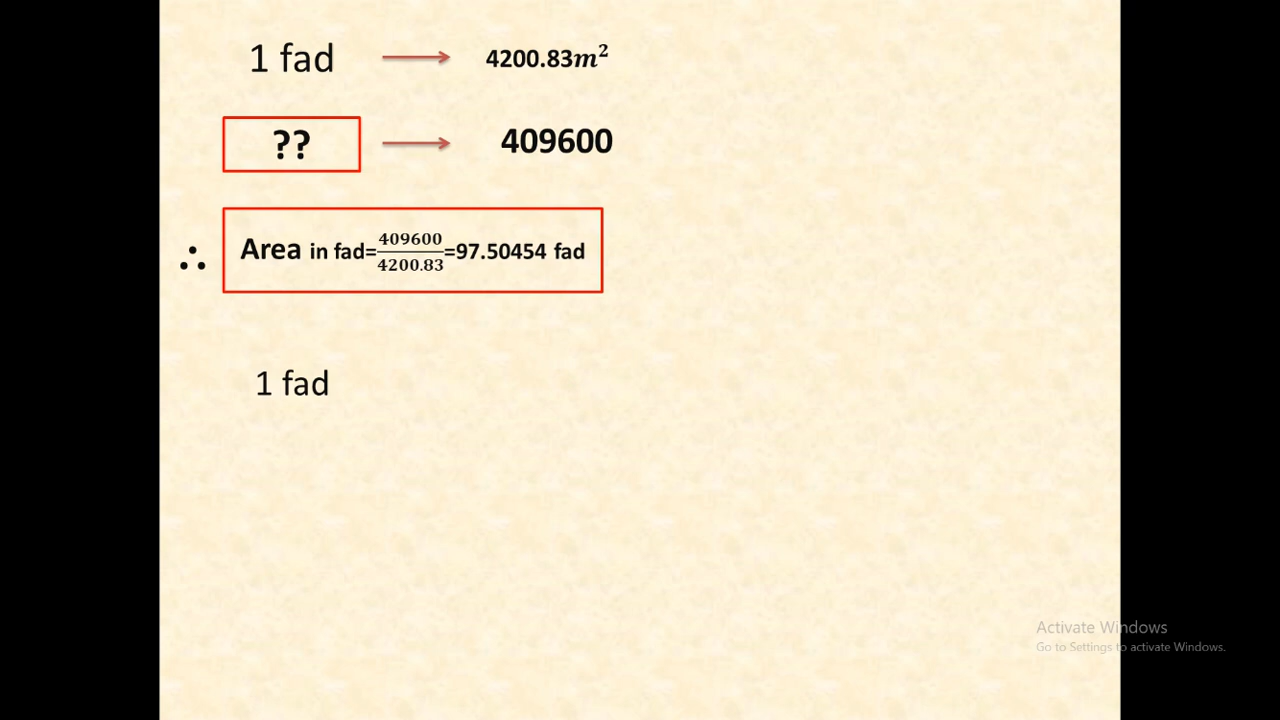 1 fad → 4200.83m²
?? → 409600
∴ Area in fad=409600/4200.83=97.50454 fad
1 fad
Activate Windows
Go to Settings to activate Windows.